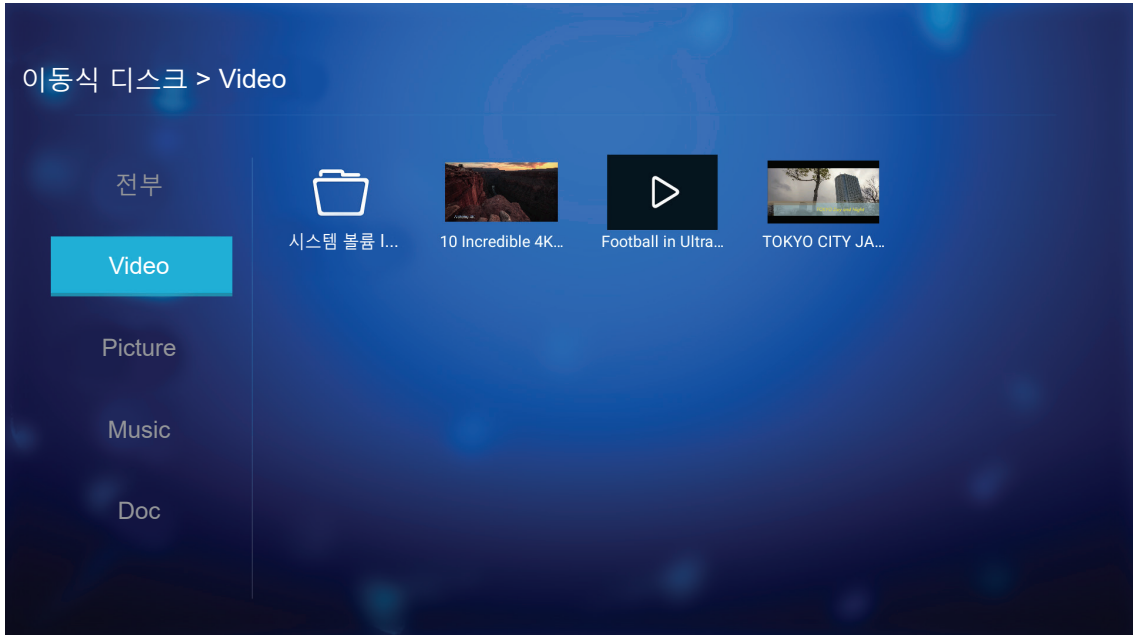 이동식 디스크 > Video
전부
Video
Picture
Music
Doc
시스템 볼륨 I...
10 Incredible 4K...
Football in Ultra...
TOKYO CITY JA...